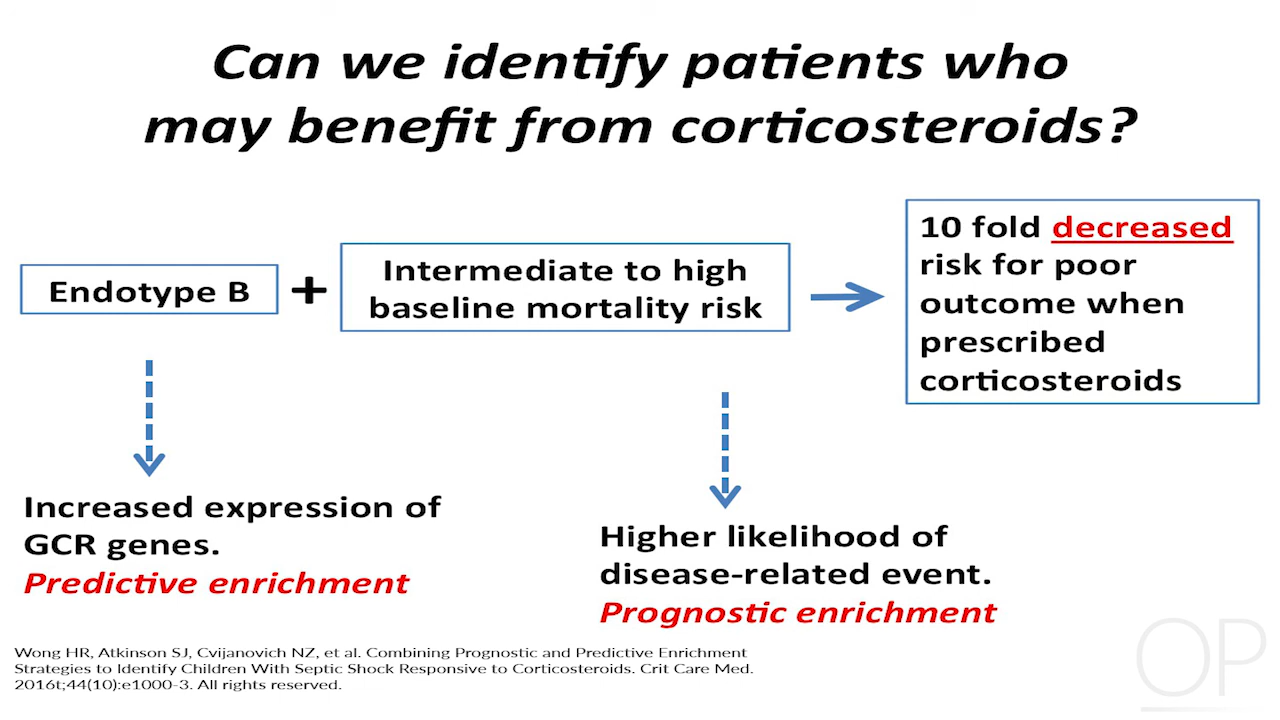 Can we identify patients who
may benefit from corticosteroids?
Endotype B
+
Intermediate to high
baseline mortality risk
10 fold decreased
risk for poor
outcome when
prescribed
corticosteroids
Increased expression of
GCR genes.
Predictive enrichment
Higher likelihood of
disease-related event.
Prognostic enrichment
Wong HR, Atkinson SJ, Cvijanovich NZ, et al. Combining Prognostic and Predictive Enrichment
Strategies to Identify Children With Septic Shock Responsive to Corticosteroids. Crit Care Med.
2016t;44(10):e1000-3. All rights reserved.
OP